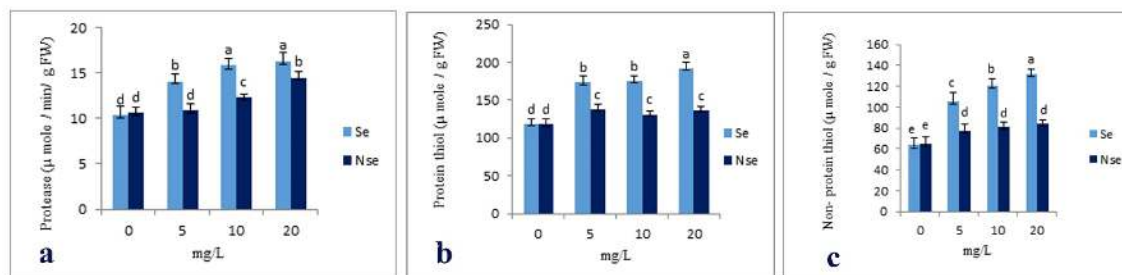 Protease (µ mole / min/ g FW)
20
15
10
5
0
d d b d a c a b
0 5 10 20
mg/L
Se
Nse
a
Protein thiol (µ mole / g FW)
250
200
150
100
50
0
d d b c b c a c
0 5 10 20
mg/L
Se
Nse
b
Non- protein thiol (µ mole / g FW)
160
140
120
100
80
60
40
20
0
e e c d b d a d
0 5 10 20
mg/L
Se
Nse
c